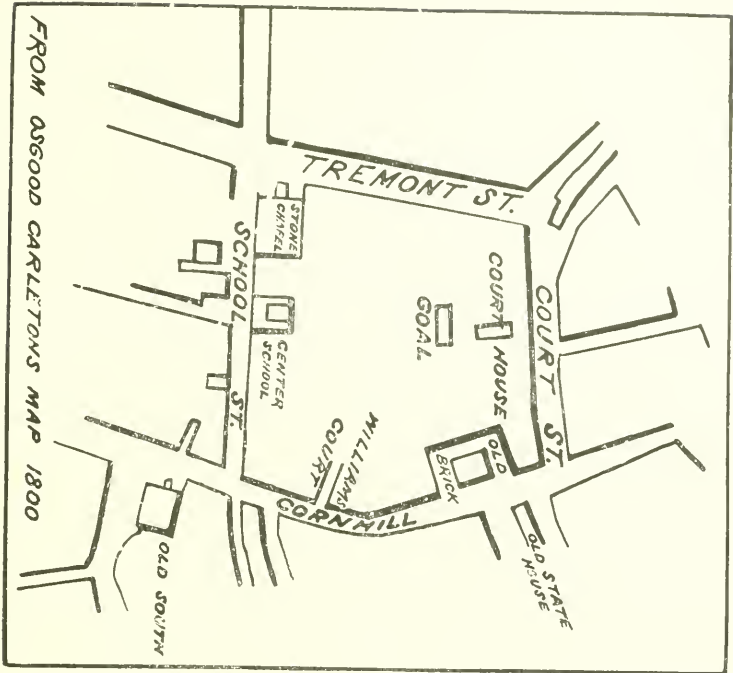 TREMONT ST.
STONE
CHAPEL
SCHOOL
ST.
COURT
ST.
COURT
HOUSE
GOAL
CENTER
SCHOOL
WILLIAMS
COURT
OLD
BRICK
CORNHILL
OLD STATE
HOUSE
OLD SOUTH
FROM OSGOOD CARLETONS MAP 1800